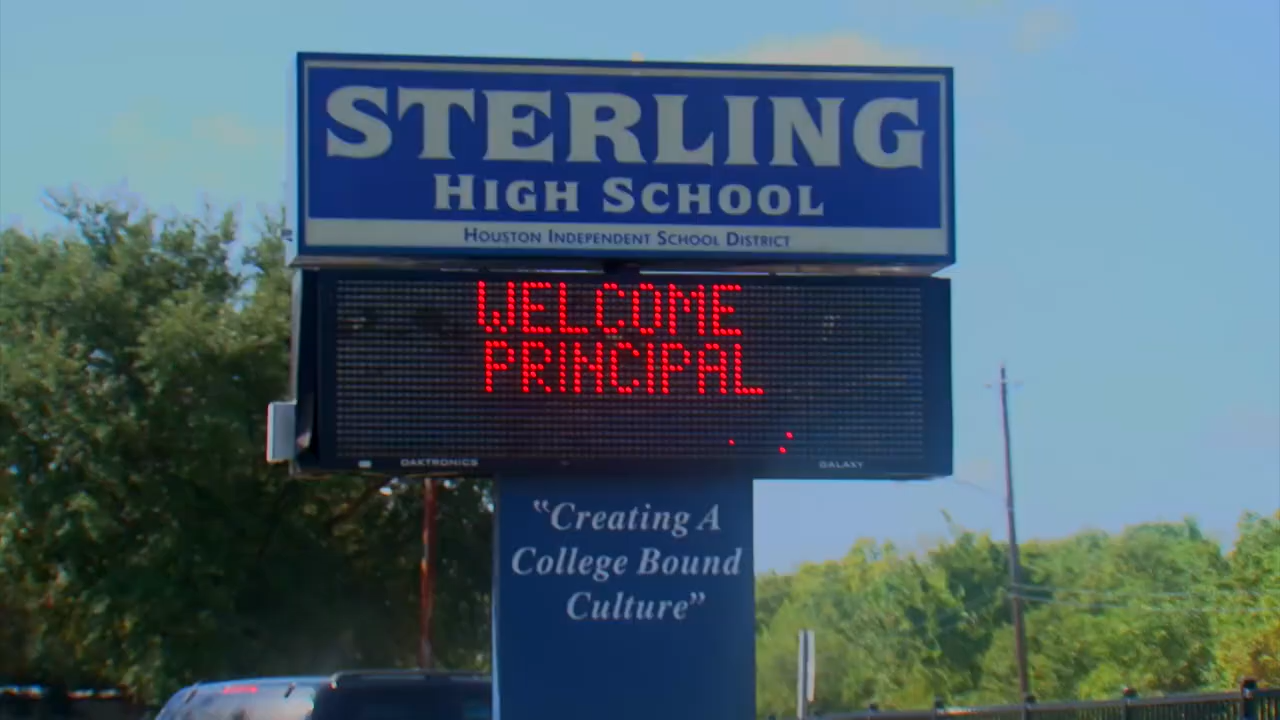 STERLING
HIGH SCHOOL
HOUSTON INDEPENDENT SCHOOL DISTRICT
WELCOME
PRINCIPAL
DAKTRONICS GALAXY
"Creating A
College Bound
Culture"